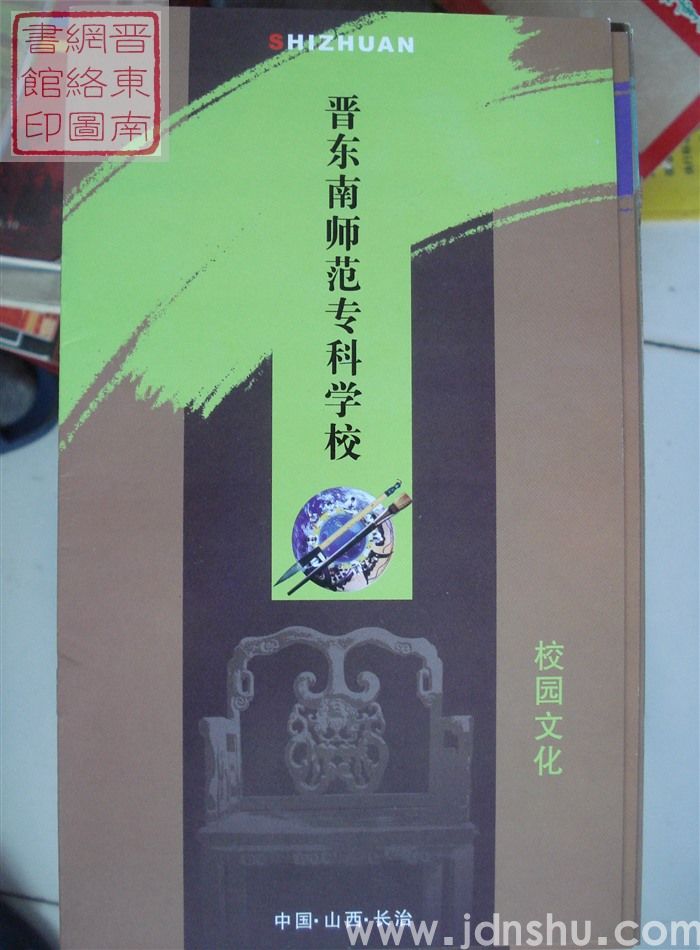 晋東南
網絡圖
書館印
SHIZHUAN
晋东南师范专科学校
校园文化
中国·山西·长治
www.jdnshu.com